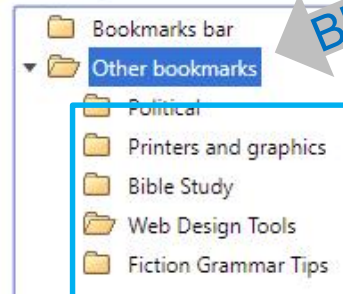 Bookmarks bar
Other bookmarks
Political
Printers and graphics
Bible Study
Web Design Tools
Fiction Grammar Tips